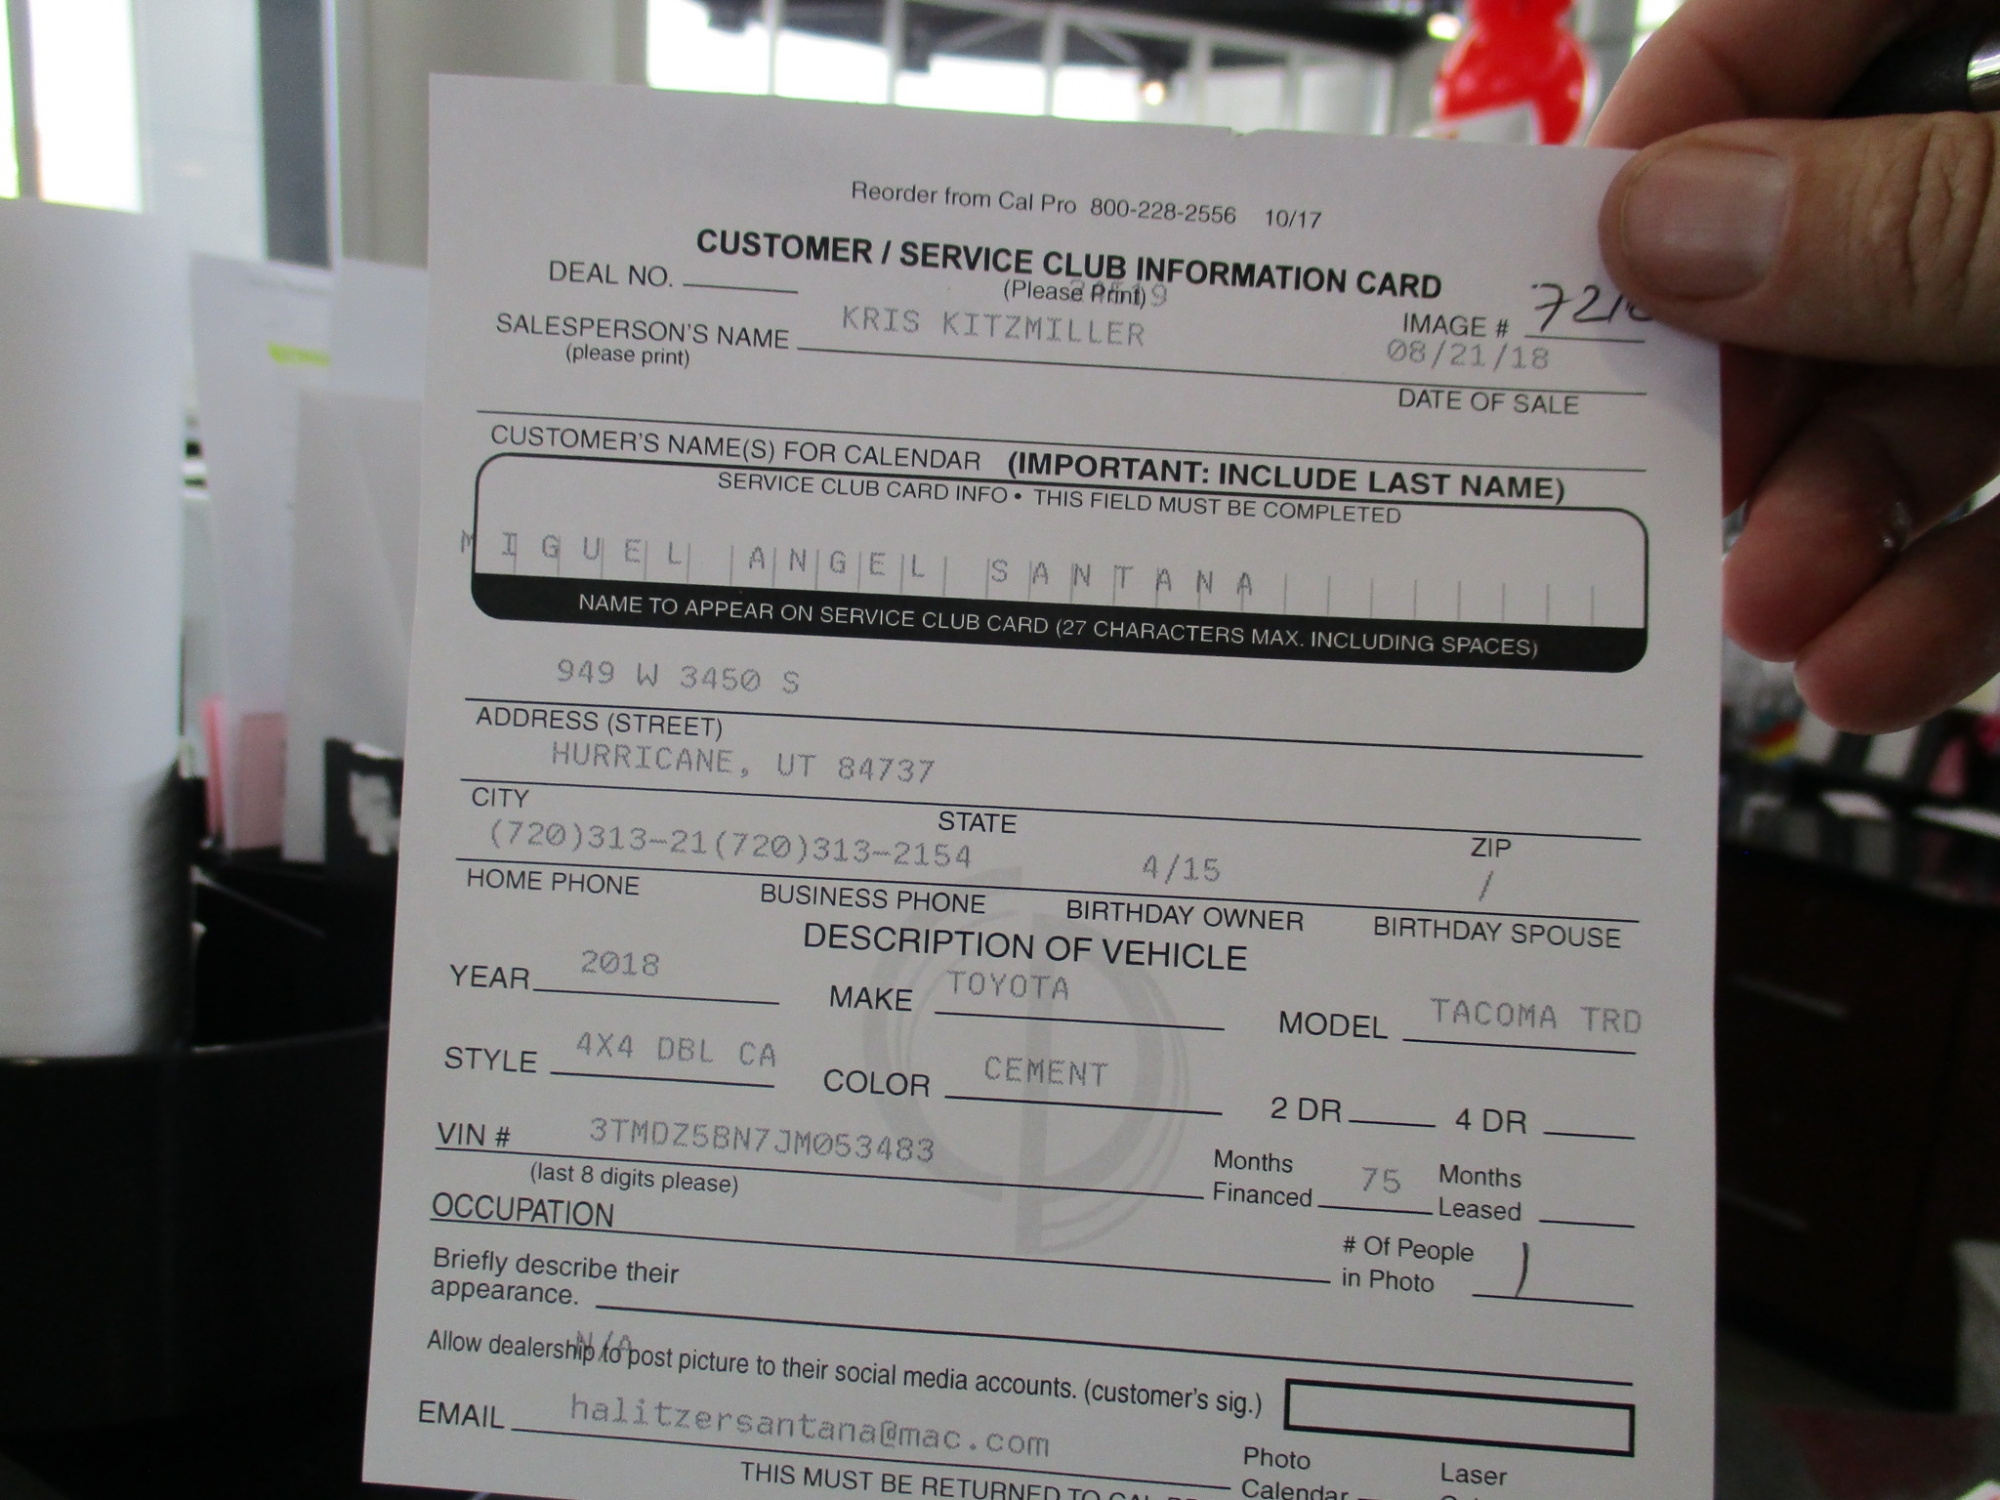 Reorder from Cal Pro 800-228-2556 10/17
CUSTOMER / SERVICE CLUB INFORMATION CARD
DEAL NO. (Please Print)
IMAGE #
SALESPERSON'S NAME KRIS KITZMILLER 08/21/18
(please print) DATE OF SALE
CUSTOMER'S NAME(S) FOR CALENDAR (IMPORTANT: INCLUDE LAST NAME)
SERVICE CLUB CARD INFO • THIS FIELD MUST BE COMPLETED
MIGUEL ANGEL SANTANA
NAME TO APPEAR ON SERVICE CLUB CARD (27 CHARACTERS MAX. INCLUDING SPACES)
949 W 3450 S
ADDRESS (STREET)
HURRICANE, UT 84737
CITY STATE ZIP
(720)313-21(720)313-2154 4/15 /
HOME PHONE BUSINESS PHONE BIRTHDAY OWNER BIRTHDAY SPOUSE
DESCRIPTION OF VEHICLE
YEAR 2018 MAKE TOYOTA MODEL TACOMA TRD
STYLE 4X4 DBL CA COLOR CEMENT 2 DR 4 DR
VIN # 3TMDZ5BN7JM053483 Months Financed 75 Months Leased
(last 8 digits please)
OCCUPATION
# Of People in Photo 1
Briefly describe their
appearance.
N/A
Allow dealership to post picture to their social media accounts. (customer's sig.)
EMAIL halitzersantana@mac.com
Photo Calendar Laser
THIS MUST BE RETURNED TO